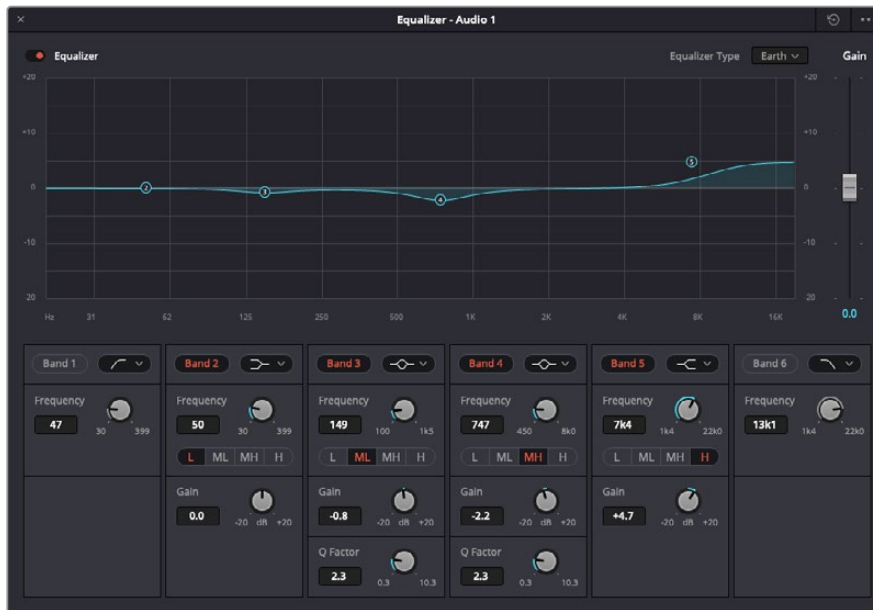 Equalizer - Audio 1
Equalizer
Equalizer Type Earth Gain
+20 +20
+10 +10
2 3 4 5
0 0
-10 -10
20 -20
Hz 31 62 125 250 500 1K 2K 4K 8K 16K 0.0
Band 1 Band 2 Band 3 Band 4 Band 5 Band 6
Frequency Frequency Frequency Frequency Frequency Frequency
47 30 399 50 30 399 149 100 1k5 747 450 8k0 7k4 1k4 22k0 13k1 1k4 22k0
L ML MH H L ML MH H L ML MH H L ML MH H
Gain Gain Gain Gain
0.0 -20 dB +20 -0.8 -20 dB +20 -2.2 -20 dB +20 +4.7 -20 dB +20
Q Factor Q Factor
2.3 0.3 10.3 2.3 0.3 10.3